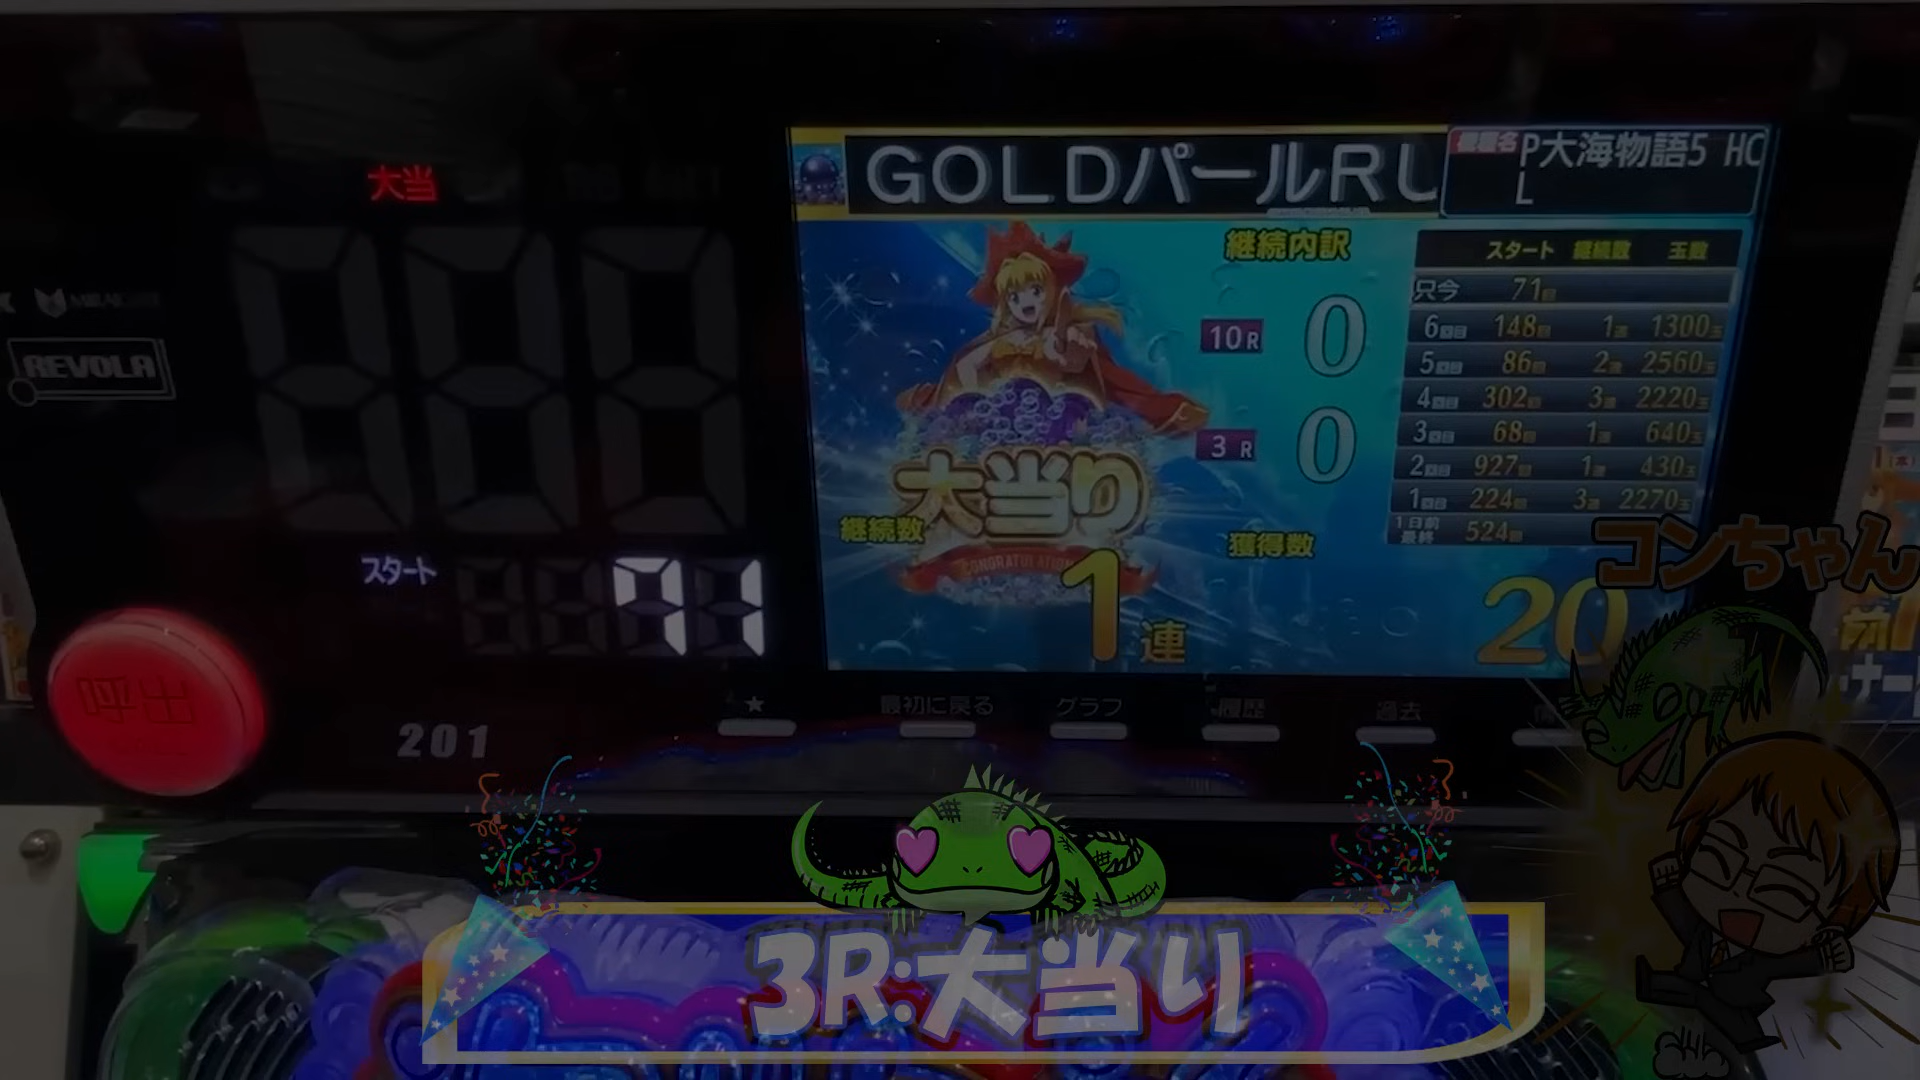 大当
GOLDパールRU
機種名
P大海物語5 HC
L
REVOLA
継続内訳
10R 0
3R 0
スタート 継続数 玉数
只今 71回
6回目 148回 1連 1300玉
5回目 86回 2連 2560玉
4回目 302回 3連 2220玉
3回目 68回 1連 640玉
2回目 927回 1連 430玉
1回目 224回 3連 2270玉
1日前
最終 524回
大当り
CONGRATULATION
継続数
1連
獲得数
20
スタート
71
コンちゃん
呼出
201
★
最初に戻る
グラフ
履歴
過去
3R:大当り